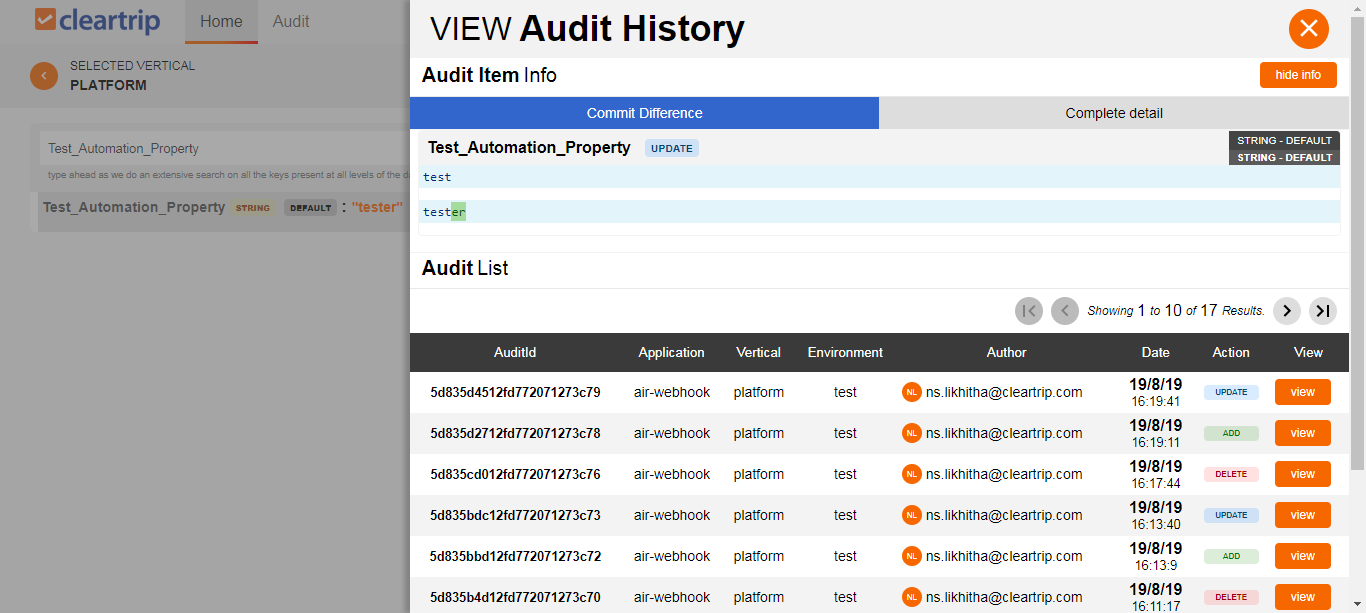 cleartrip
Home
Audit
SELECTED VERTICAL
PLATFORM
Test_Automation_Property
type ahead as we do an extensive search on all the keys present at all levels of the
Test_Automation_Property STRING DEFAULT : "tester"
VIEW Audit History
Audit Item Info
hide info
Commit Difference
Complete detail
Test_Automation_Property UPDATE
STRING - DEFAULT
STRING - DEFAULT
test
tester
Audit List
Showing 1 to 10 of 17 Results.
AuditId Application Vertical Environment Author Date Action View
5d835d4512fd772071273c79 air-webhook platform test NL ns.likhitha@cleartrip.com 19/8/19 16:19:41 UPDATE view
5d835d2712fd772071273c78 air-webhook platform test NL ns.likhitha@cleartrip.com 19/8/19 16:19:11 ADD view
5d835cd012fd772071273c76 air-webhook platform test NL ns.likhitha@cleartrip.com 19/8/19 16:17:44 DELETE view
5d835bdc12fd772071273c73 air-webhook platform test NL ns.likhitha@cleartrip.com 19/8/19 16:13:40 UPDATE view
5d835bbd12fd772071273c72 air-webhook platform test NL ns.likhitha@cleartrip.com 19/8/19 16:13:9 ADD view
5d835b4d12fd772071273c70 air-webhook platform test NL ns.likhitha@cleartrip.com 19/8/19 16:11:17 DELETE view